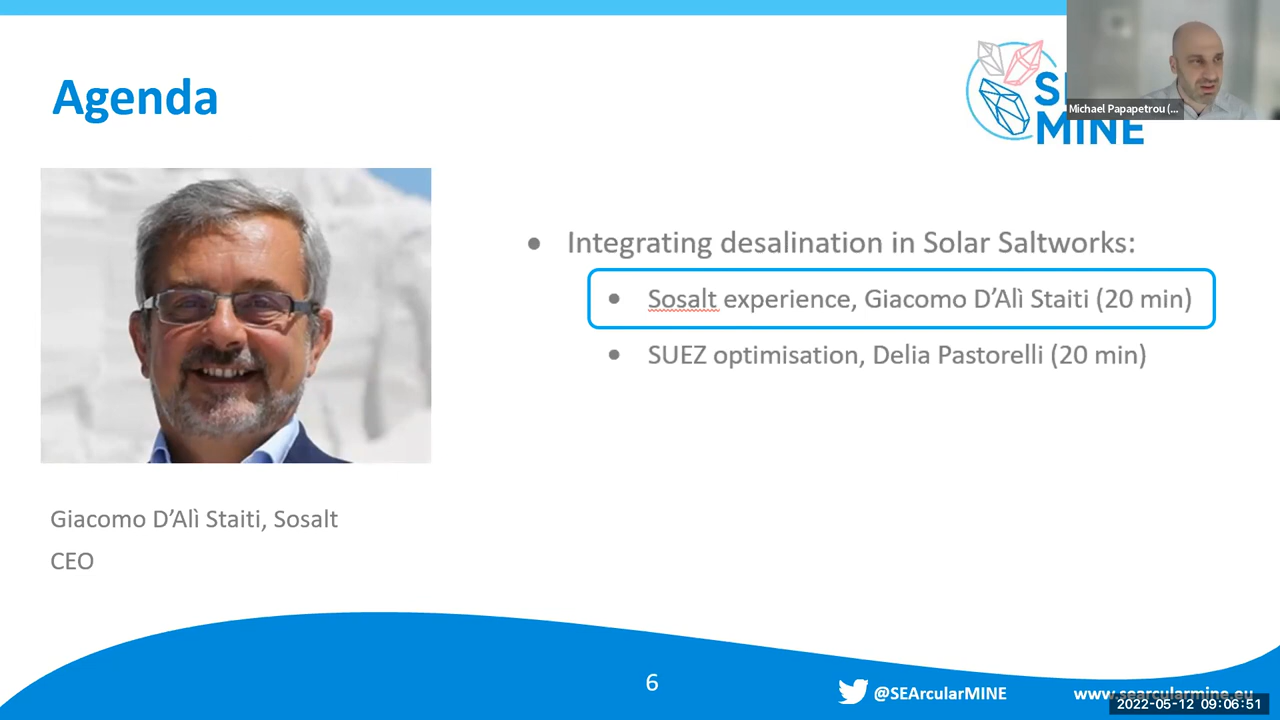 Agenda
MINE
Michael Papapetrou (...
• Integrating desalination in Solar Saltworks:
• Sosalt experience, Giacomo D'Alì Staiti (20 min)
• SUEZ optimisation, Delia Pastorelli (20 min)
Giacomo D'Alì Staiti, Sosalt
CEO
6
@SEArcularMINE
www.searcularmine.eu
2022-05-12 09:06:51